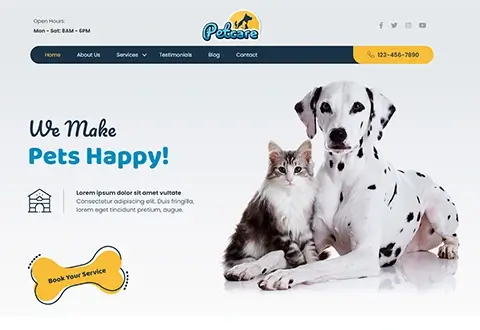 Open Hours:
Mon - Sat: 8AM - 6PM
Petcare
Home About Us Services Testimonials Blog Contact 123-456-7890
We Make
Pets Happy!
Lorem ipsum dolor sit amet vultate
Consectetur adipiscing elit. Duis fringilla,
lorem eget tincidunt pretium, augue.
Book Your Service